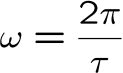 ω = 2π / τ